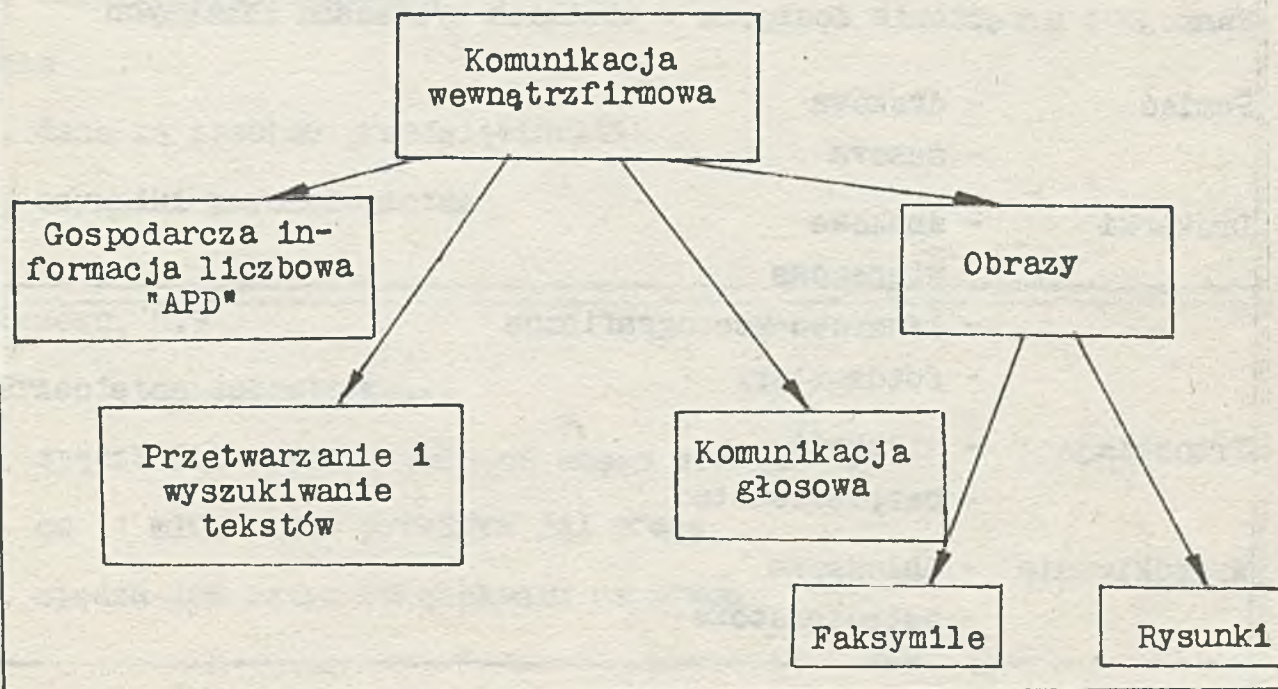 Komunikacja
wewnątrzfirmowa
Gospodarcza in-
formacja liczbowa
"APD"
Obrazy
Przetwarzanie i
wyszukiwanie
tekstów
Komunikacja
głosowa
Faksymile
Rysunki